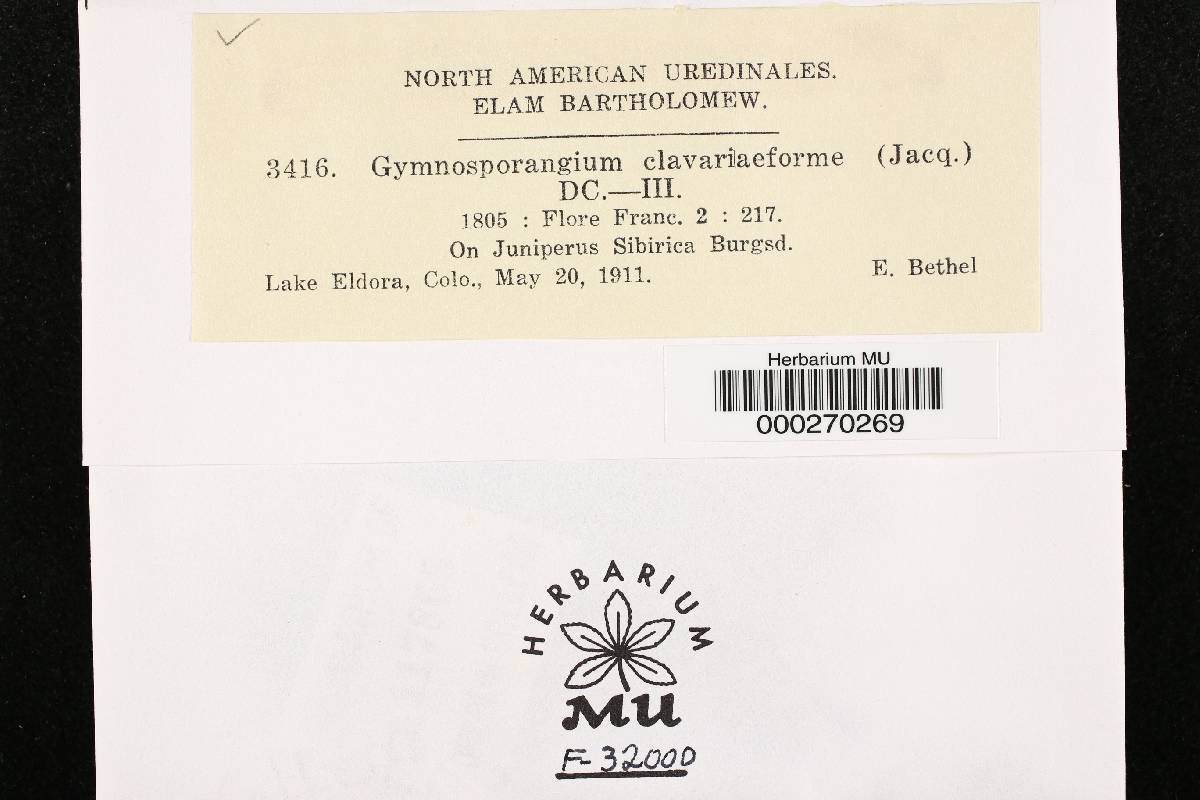 NORTH AMERICAN UREDINALES.
ELAM BARTHOLOMEW.
3416. Gymnosporangium clavariaeforme (Jacq.)
DC.—III.
1805 : Flore Franc. 2 : 217.
On Juniperus Sibirica Burgsd.
Lake Eldora, Colo., May 20, 1911. E. Bethel
Herbarium MU
000270269
HERBARIUM
MU
F-32000